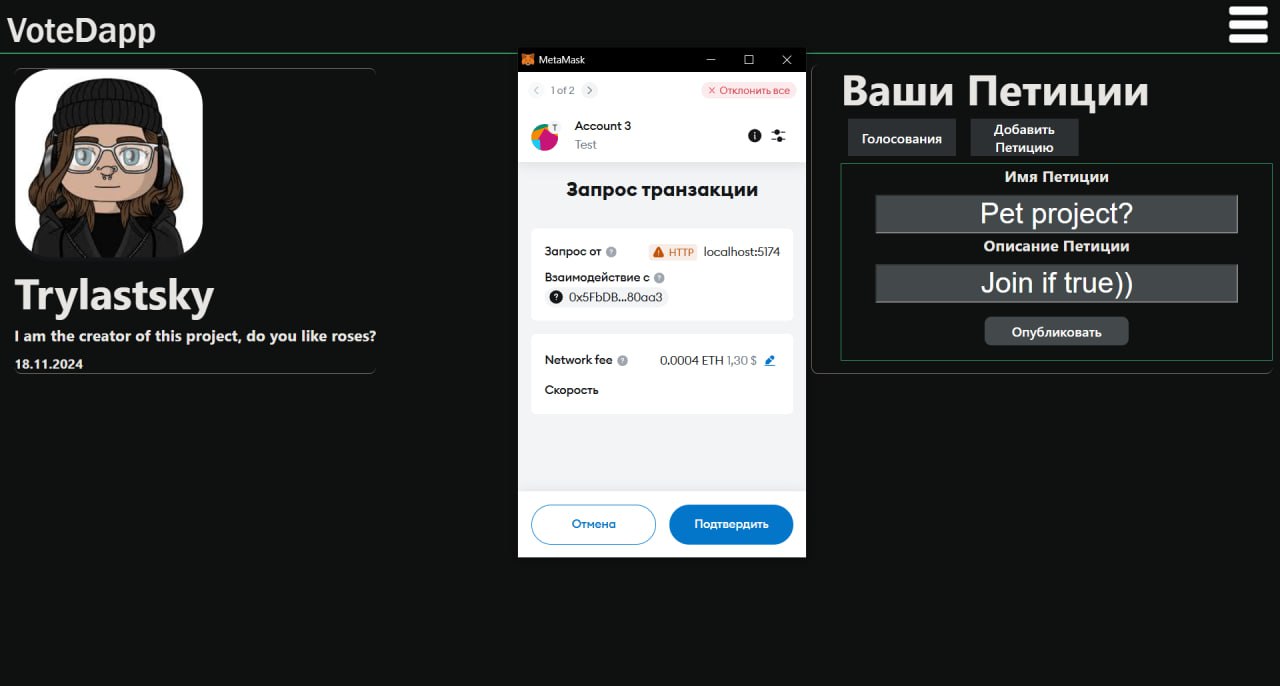 VoteDapp
Trylastsky
I am the creator of this project, do you like roses?
18.11.2024
MetaMask
1 of 2
Отклонить все
T
Account 3
Test
Запрос транзакции
Запрос от
HTTP
localhost:5174
Взаимодействие с
0x5FbDB...80aa3
Network fee
0.0004 ETH 1,30 $
Скорость
Отмена
Подтвердить
Ваши Петиции
Голосования
Добавить
Петицию
Имя Петиции
Pet project?
Описание Петиции
Join if true))
Опубликовать